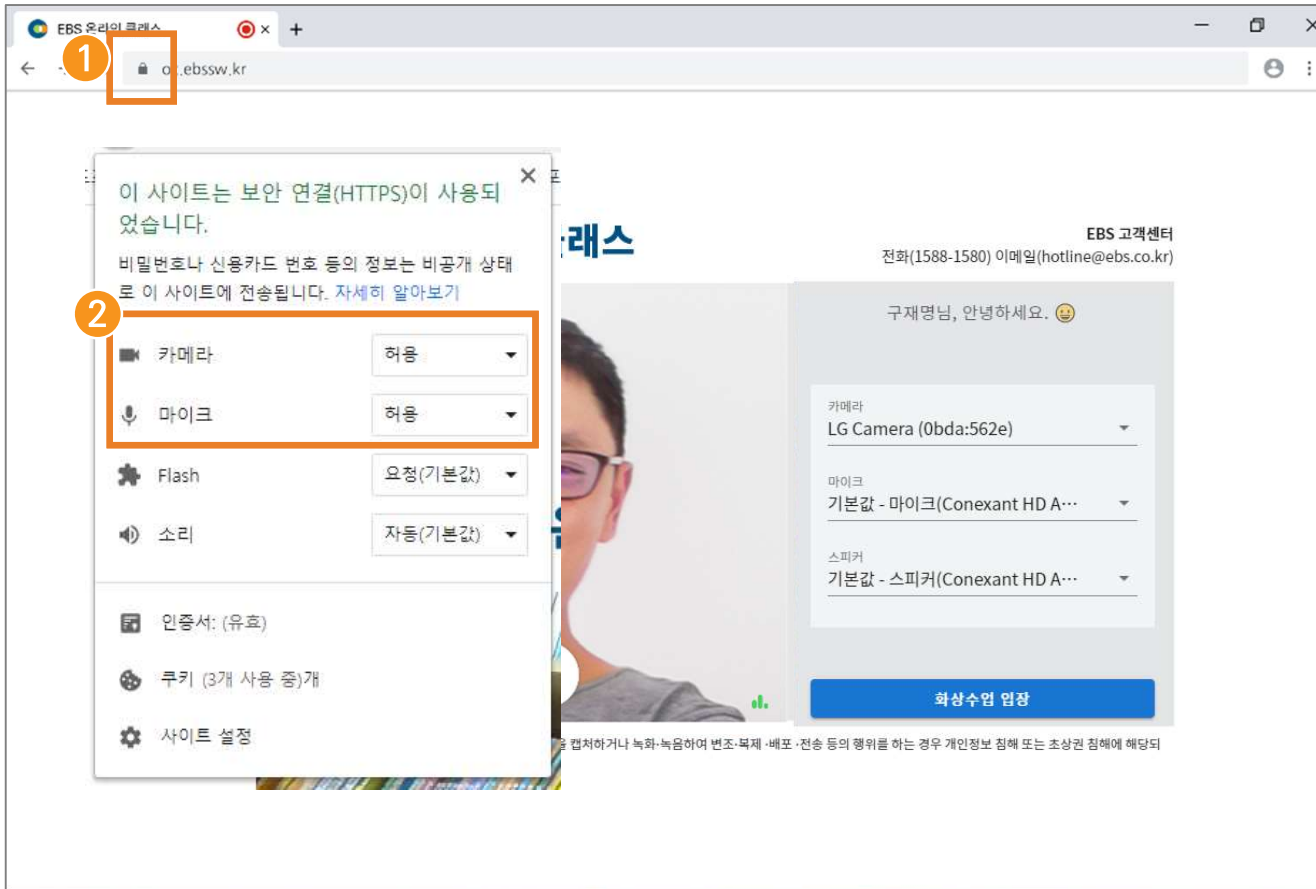 EBS 온라인 클래스
1
oc.ebssw.kr
이 사이트는 보안 연결(HTTPS)이 사용되
었습니다.
비밀번호나 신용카드 번호 등의 정보는 비공개 상태
로 이 사이트에 전송됩니다. 자세히 알아보기
2
카메라 허용
마이크 허용
Flash 요청(기본값)
소리 자동(기본값)
인증서: (유효)
쿠키 (3개 사용 중)개
사이트 설정
래스
EBS 고객센터
전화(1588-1580) 이메일(hotline@ebs.co.kr)
구재명님, 안녕하세요. 😀
카메라
LG Camera (0bda:562e)
마이크
기본값 - 마이크(Conexant HD A···
스피커
기본값 - 스피커(Conexant HD A···
화상수업 입장
캡처하거나 녹화·녹음하여 변조·복제 ·배포 ·전송 등의 행위를 하는 경우 개인정보 침해 또는 초상권 침해에 해당되